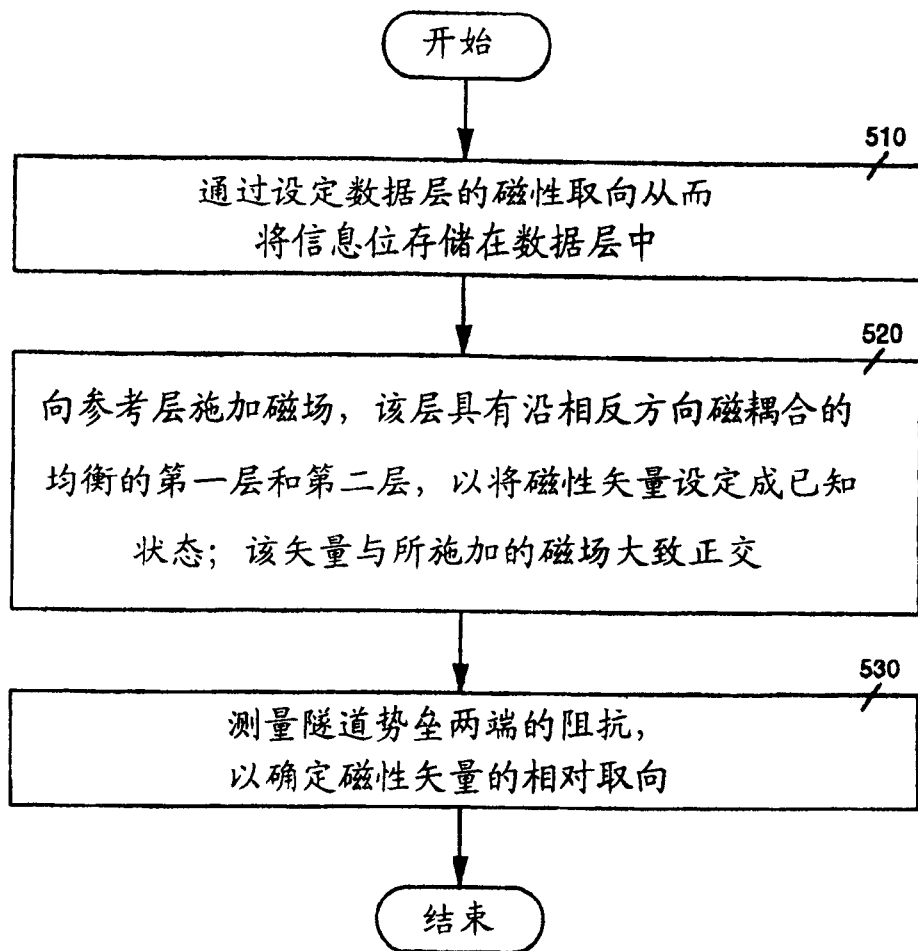 开始
510
通过设定数据层的磁性取向从而
将信息位存储在数据层中
520
向参考层施加磁场，该层具有沿相反方向磁耦合的
均衡的第一层和第二层，以将磁性矢量设定成已知
状态；该矢量与所施加的磁场大致正交
530
测量隧道势垒两端的阻抗，
以确定磁性矢量的相对取向
结束